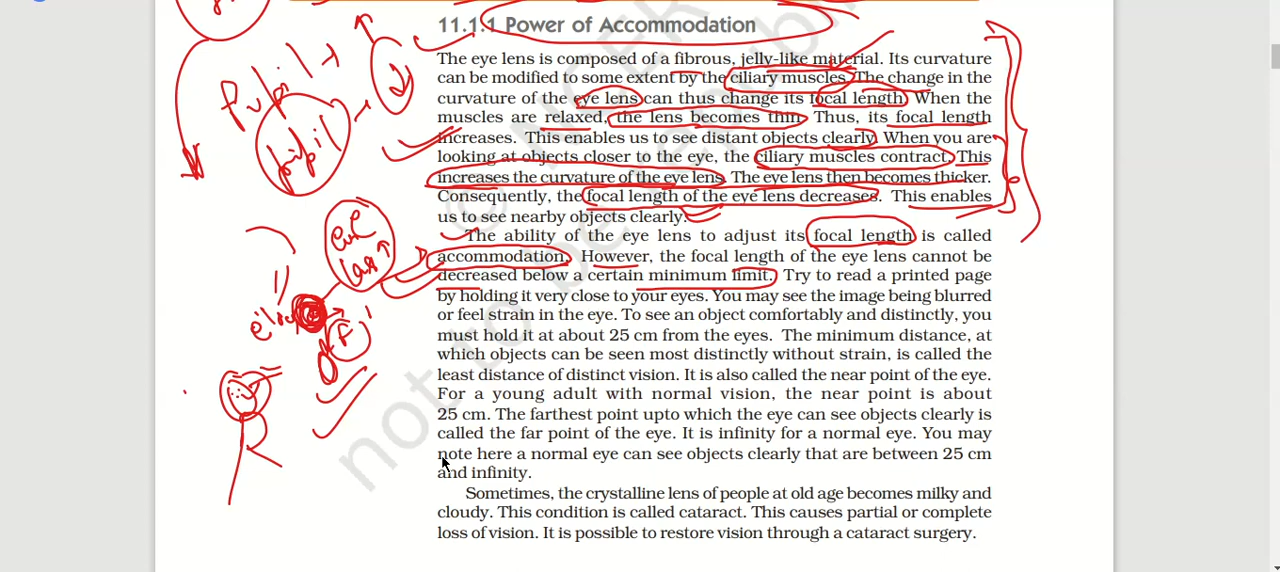 11.1.1 Power of Accommodation
The eye lens is composed of a fibrous, jelly-like material. Its curvature
can be modified to some extent by the ciliary muscles. The change in the
curvature of the eye lens can thus change its focal length. When the
muscles are relaxed, the lens becomes thin. Thus, its focal length
increases. This enables us to see distant objects clearly. When you are
looking at objects closer to the eye, the ciliary muscles contract. This
increases the curvature of the eye lens. The eye lens then becomes thicker.
Consequently, the focal length of the eye lens decreases. This enables
us to see nearby objects clearly.
The ability of the eye lens to adjust its focal length is called
accommodation. However, the focal length of the eye lens cannot be
decreased below a certain minimum limit. Try to read a printed page
by holding it very close to your eyes. You may see the image being blurred
or feel strain in the eye. To see an object comfortably and distinctly, you
must hold it at about 25 cm from the eyes. The minimum distance, at
which objects can be seen most distinctly without strain, is called the
least distance of distinct vision. It is also called the near point of the eye.
For a young adult with normal vision, the near point is about
25 cm. The farthest point upto which the eye can see objects clearly is
called the far point of the eye. It is infinity for a normal eye. You may
note here a normal eye can see objects clearly that are between 25 cm
and infinity.
Sometimes, the crystalline lens of people at old age becomes milky and
cloudy. This condition is called cataract. This causes partial or complete
loss of vision. It is possible to restore vision through a cataract surgery.
Pupil
pupil
eye
F
not to be